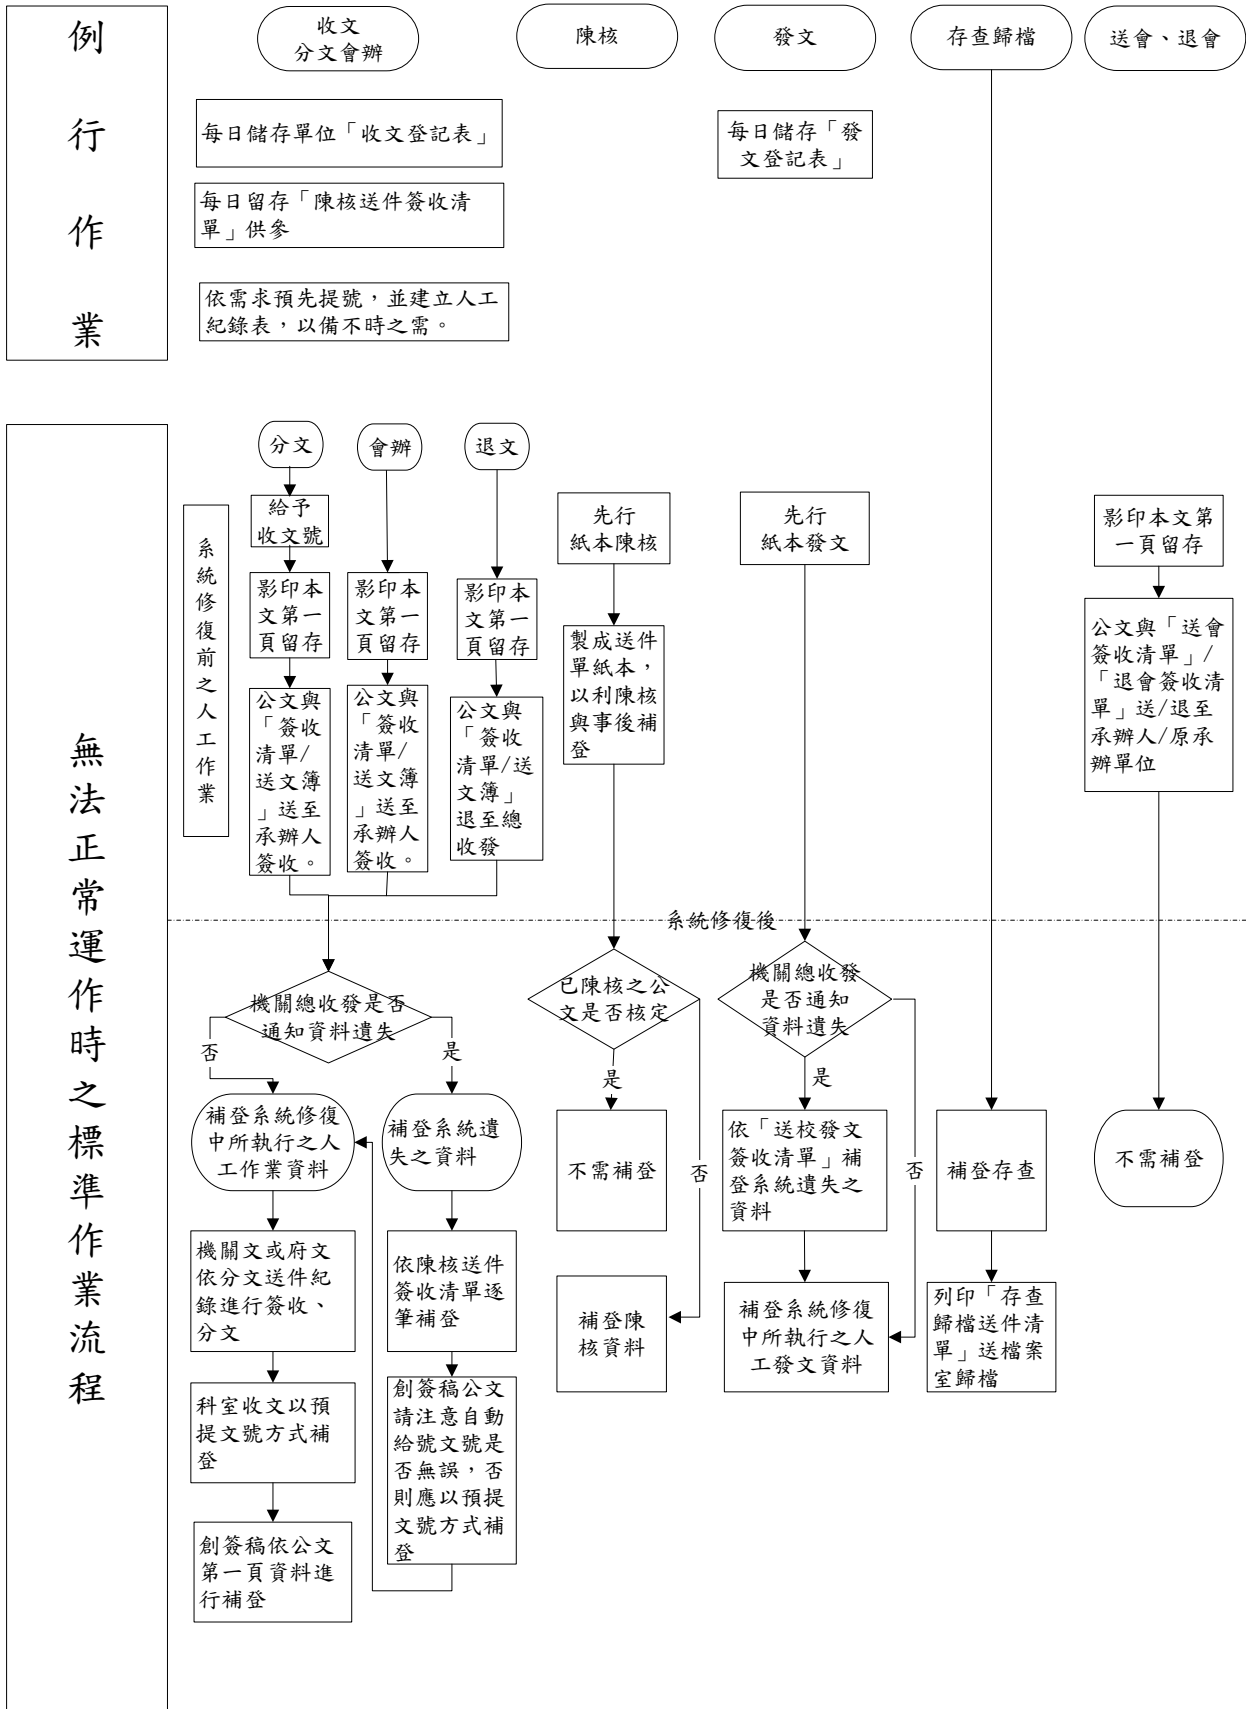 例
行
作
業
收文
分文會辦
陳核
發文
存查歸檔
送會、退會
每日儲存單位「收文登記表」
每日留存「陳核送件簽收清
單」供參
依需求預先提號，並建立人工
紀錄表，以備不時之需。
每日儲存「發
文登記表」
無
法
正
常
運
作
時
之
標
準
作
業
流
程
系
統
修
復
前
之
人
工
作
業
分文
給予
收文號
影印本
文第一
頁留存
公文與
「簽收
清單/
送文簿
」送至
承辦人
簽收。
會辦
影印本
文第一
頁留存
公文與
「簽收
清單/
送文簿
」送至
承辦人
簽收。
退文
影印本
文第一
頁留存
公文與
「簽收
清單/送
文簿」
退至總
收發
先行
紙本陳核
製成送件
單紙本，
以利陳核
與事後補
登
先行
紙本發文
影印本文第
一頁留存
公文與「送會
簽收清單」/
「退會簽收清
單」送/退至
承辦人/原承
辦單位
系統修復後
機關總收發是否
通知資料遺失
否
是
補登系統修復
中所執行之人
工作業資料
機關文或府文
依分文送件紀
錄進行簽收、
分文
科室收文以預
提文號方式補
登
創簽稿依公文
第一頁資料進
行補登
補登系統遺
失之資料
依陳核送件
簽收清單逐
筆補登
創簽稿公文
請注意自動
給號文號是
否無誤，否
則應以預提
文號方式補
登
已陳核之公
文是否核定
是
否
不需補登
補登陳
核資料
機關總收發
是否通知
資料遺失
是
否
依「送校發文
簽收清單」補
登系統遺失之
資料
補登系統修復
中所執行之人
工發文資料
補登存查
列印「存查
歸檔送件清
單」送檔案
室歸檔
不需補登